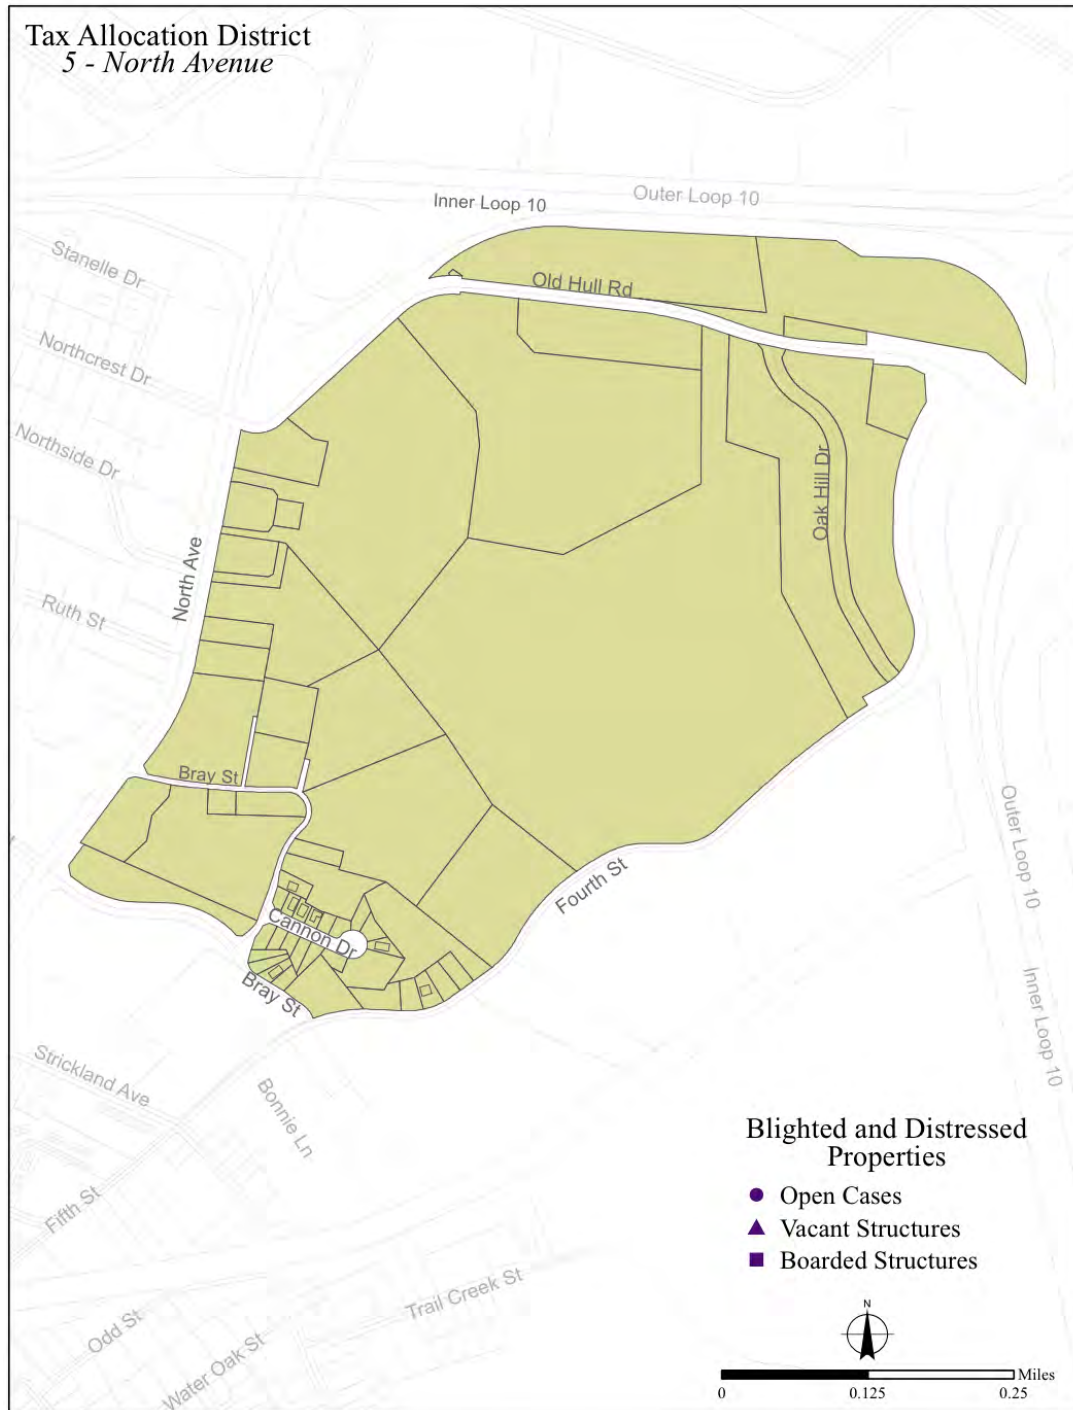 Tax Allocation District
5 - North Avenue
Inner Loop 10
Outer Loop 10
Stanelle Dr
Old Hull Rd
Northcrest Dr
Northside Dr
Oak Hill Dr
North Ave
Ruth St
Bray St
Outer Loop 10
Fourth St
Cannon Dr
Bray St
Inner Loop 10
Strickland Ave
Bonnie Ln
Fifth St
Blighted and Distressed
Properties
Open Cases
Vacant Structures
Boarded Structures
Trail Creek St
Odd St
Water Oak St
N
Miles
0 0.125 0.25